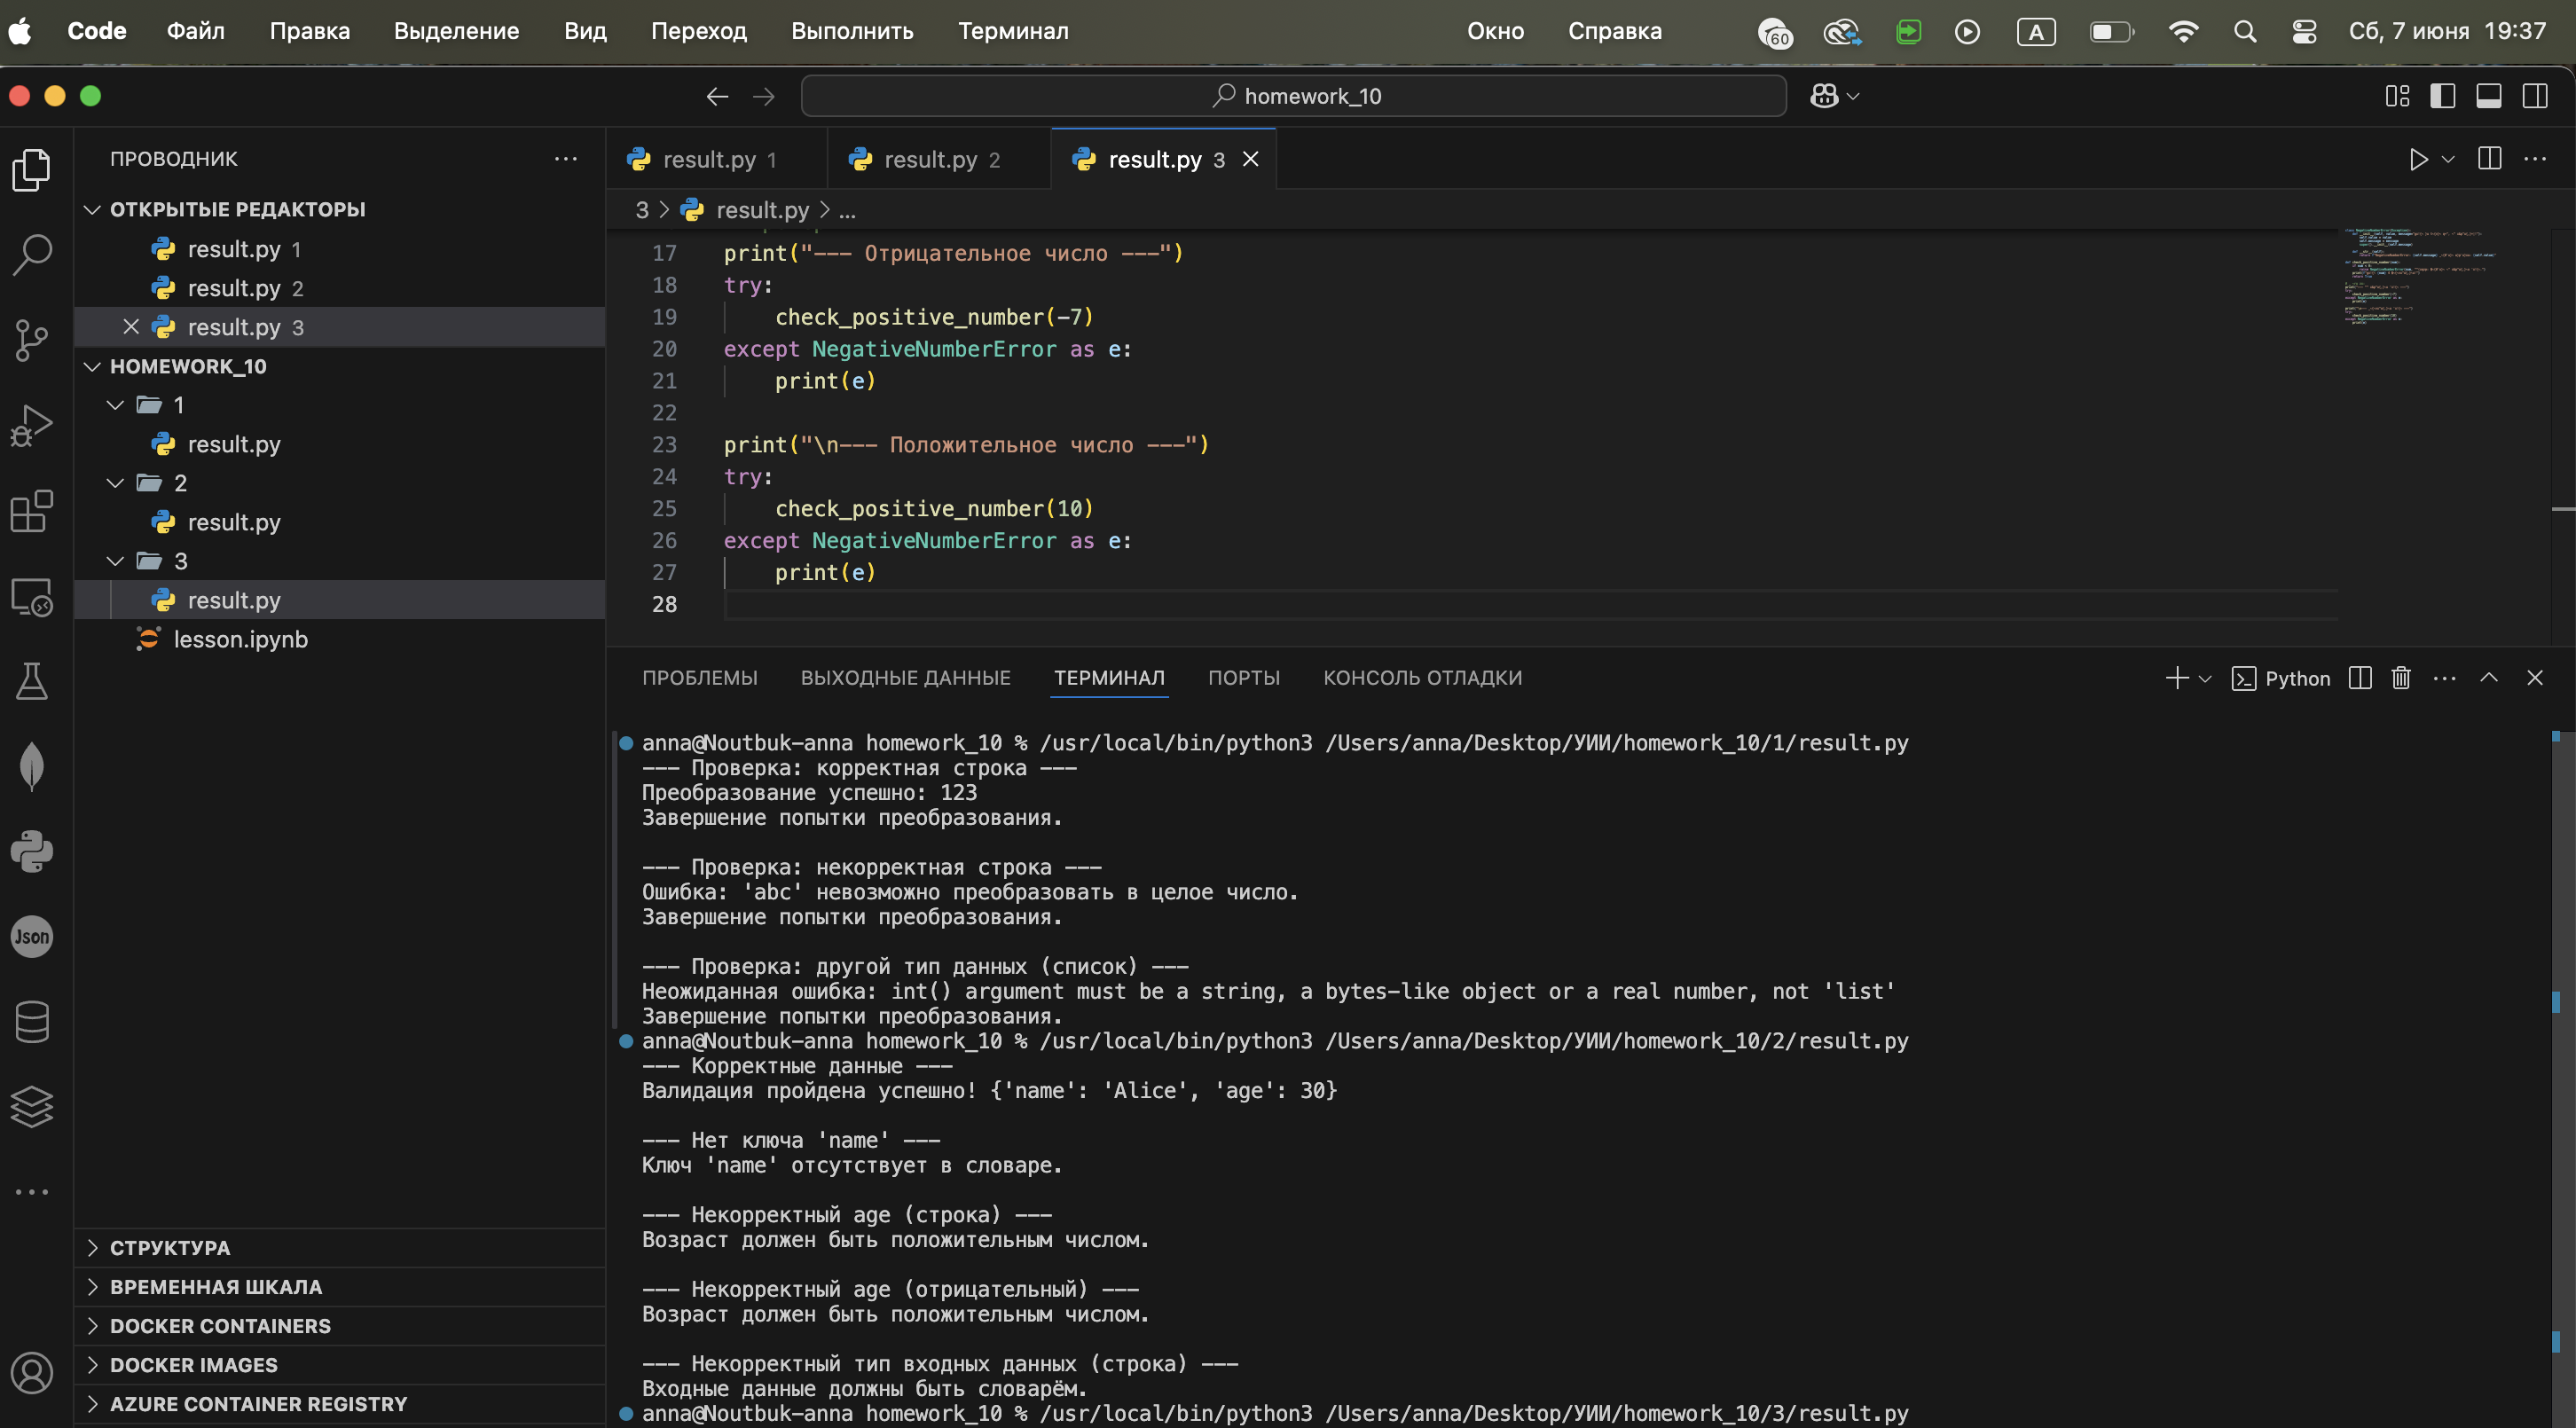 Code Файл Правка Выделение Вид Переход Выполнить Терминал Окно Справка 60 A Сб, 7 июня 19:37
homework_10
ПРОВОДНИК
ОТКРЫТЫЕ РЕДАКТОРЫ
result.py 1
result.py 2
result.py 3
HOMEWORK_10
1
result.py
2
result.py
3
result.py
lesson.ipynb
Json
СТРУКТУРА
ВРЕМЕННАЯ ШКАЛА
DOCKER CONTAINERS
DOCKER IMAGES
AZURE CONTAINER REGISTRY
result.py 1 result.py 2 result.py 3
3 > result.py > ...
17 print("--- Отрицательное число ---")
18 try:
19 check_positive_number(-7)
20 except NegativeNumberError as e:
21 print(e)
22
23 print("\n--- Положительное число ---")
24 try:
25 check_positive_number(10)
26 except NegativeNumberError as e:
27 print(e)
28
ПРОБЛЕМЫ ВЫХОДНЫЕ ДАННЫЕ ТЕРМИНАЛ ПОРТЫ КОНСОЛЬ ОТЛАДКИ Python
anna@Noutbuk-anna homework_10 % /usr/local/bin/python3 /Users/anna/Desktop/УИИ/homework_10/1/result.py
--- Проверка: корректная строка ---
Преобразование успешно: 123
Завершение попытки преобразования.
--- Проверка: некорректная строка ---
Ошибка: 'abc' невозможно преобразовать в целое число.
Завершение попытки преобразования.
--- Проверка: другой тип данных (список) ---
Неожиданная ошибка: int() argument must be a string, a bytes-like object or a real number, not 'list'
Завершение попытки преобразования.
anna@Noutbuk-anna homework_10 % /usr/local/bin/python3 /Users/anna/Desktop/УИИ/homework_10/2/result.py
--- Корректные данные ---
Валидация пройдена успешно! {'name': 'Alice', 'age': 30}
--- Нет ключа 'name' ---
Ключ 'name' отсутствует в словаре.
--- Некорректный age (строка) ---
Возраст должен быть положительным числом.
--- Некорректный age (отрицательный) ---
Возраст должен быть положительным числом.
--- Некорректный тип входных данных (строка) ---
Входные данные должны быть словарём.
anna@Noutbuk-anna homework_10 % /usr/local/bin/python3 /Users/anna/Desktop/УИИ/homework_10/3/result.py